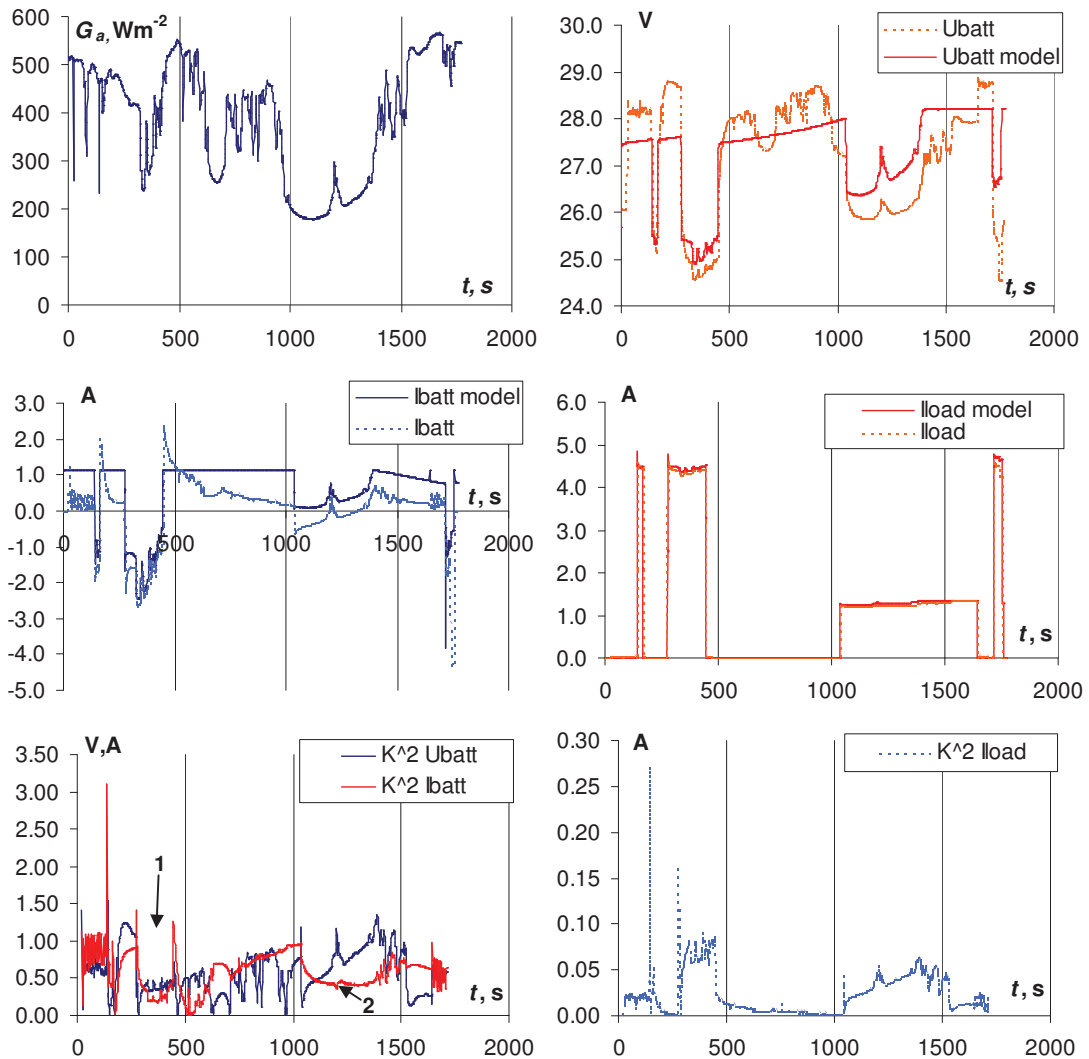 G a, Wm-2
600
500
400
300
200
100
0
0 500 1000 1500 2000
t, s
V
Ubatt
Ubatt model
30.0
29.0
28.0
27.0
26.0
25.0
24.0
0 500 1000 1500 2000
t, s
A
Ibatt model
Ibatt
3.0
2.0
1.0
0.0
-1.0
-2.0
-3.0
-4.0
-5.0
0 500 1000 1500 2000
t, s
A
Iload model
Iload
6.0
5.0
4.0
3.0
2.0
1.0
0.0
0 500 1000 1500 2000
t, s
V,A
K^2 Ubatt
K^2 Ibatt
3.50
3.00
2.50
2.00
1.50
1.00
0.50
0.00
1
2
0 500 1000 1500 2000
t, s
A
K^2 Iload
0.30
0.25
0.20
0.15
0.10
0.05
0.00
0 500 1000 1500 2000
t, s